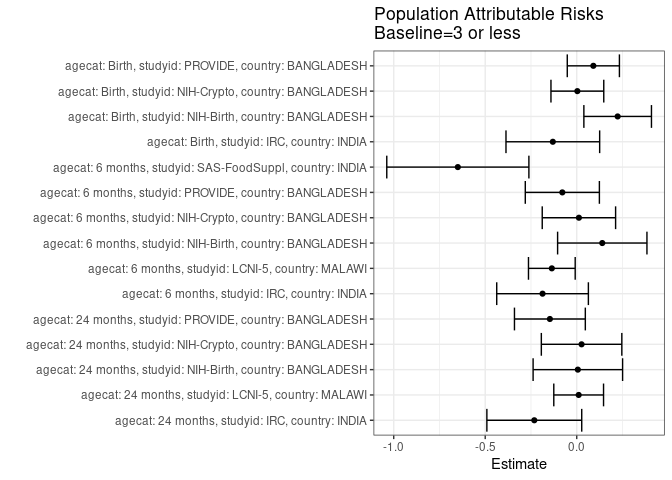 Population Attributable Risks
Baseline=3 or less
agecat: Birth, studyid: PROVIDE, country: BANGLADESH
agecat: Birth, studyid: NIH-Crypto, country: BANGLADESH
agecat: Birth, studyid: NIH-Birth, country: BANGLADESH
agecat: Birth, studyid: IRC, country: INDIA
agecat: 6 months, studyid: SAS-FoodSuppl, country: INDIA
agecat: 6 months, studyid: PROVIDE, country: BANGLADESH
agecat: 6 months, studyid: NIH-Crypto, country: BANGLADESH
agecat: 6 months, studyid: NIH-Birth, country: BANGLADESH
agecat: 6 months, studyid: LCNI-5, country: MALAWI
agecat: 6 months, studyid: IRC, country: INDIA
agecat: 24 months, studyid: PROVIDE, country: BANGLADESH
agecat: 24 months, studyid: NIH-Crypto, country: BANGLADESH
agecat: 24 months, studyid: NIH-Birth, country: BANGLADESH
agecat: 24 months, studyid: LCNI-5, country: MALAWI
agecat: 24 months, studyid: IRC, country: INDIA
-1.0 -0.5 0.0
Estimate